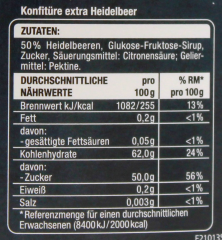 Konfitüre extra Heidelbeer
ZUTATEN:
50% Heidelbeeren, Glukose-Fruktose-Sirup,
Zucker, Säuerungsmittel: Citronensäure; Gelier-
mittel: Pektine.
DURCHSCHNITTLICHE NÄHRWERTE pro 100g % RM* pro 100g
Brennwert kJ/kcal 1082/255 13%
Fett 0,2g <1%
davon:
- gesättigte Fettsäuren 0,05g <1%
Kohlenhydrate 62,0g 24%
davon:
- Zucker 50,0g 56%
Eiweiß 0,2g <1%
Salz 0,003g <1%
*Referenzmenge für einen durchschnittlichen
Erwachsenen (8400kJ/2000kcal)